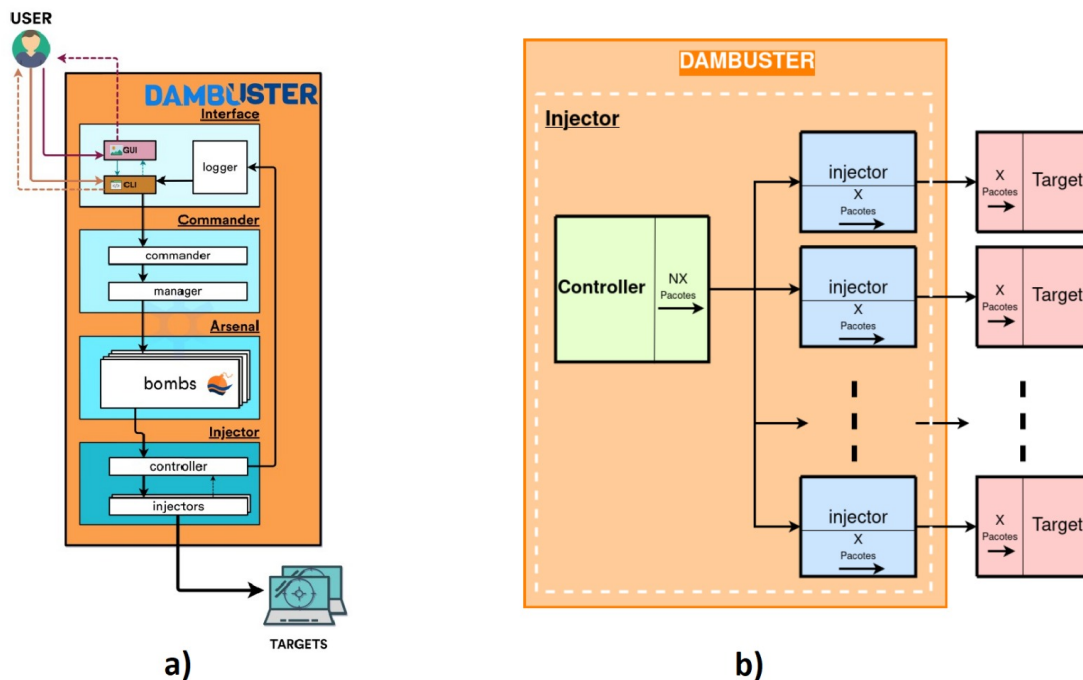 USER
DAMBUSTER
Interface
GUI
CLI
logger
Commander
commander
manager
Arsenal
bombs
Injector
controller
injectors
TARGETS
a)
DAMBUSTER
Injector
Controller
NX
Pacotes
injector
X
Pacotes
X
Pacotes
Target
injector
X
Pacotes
X
Pacotes
Target
injector
X
Pacotes
X
Pacotes
Target
b)